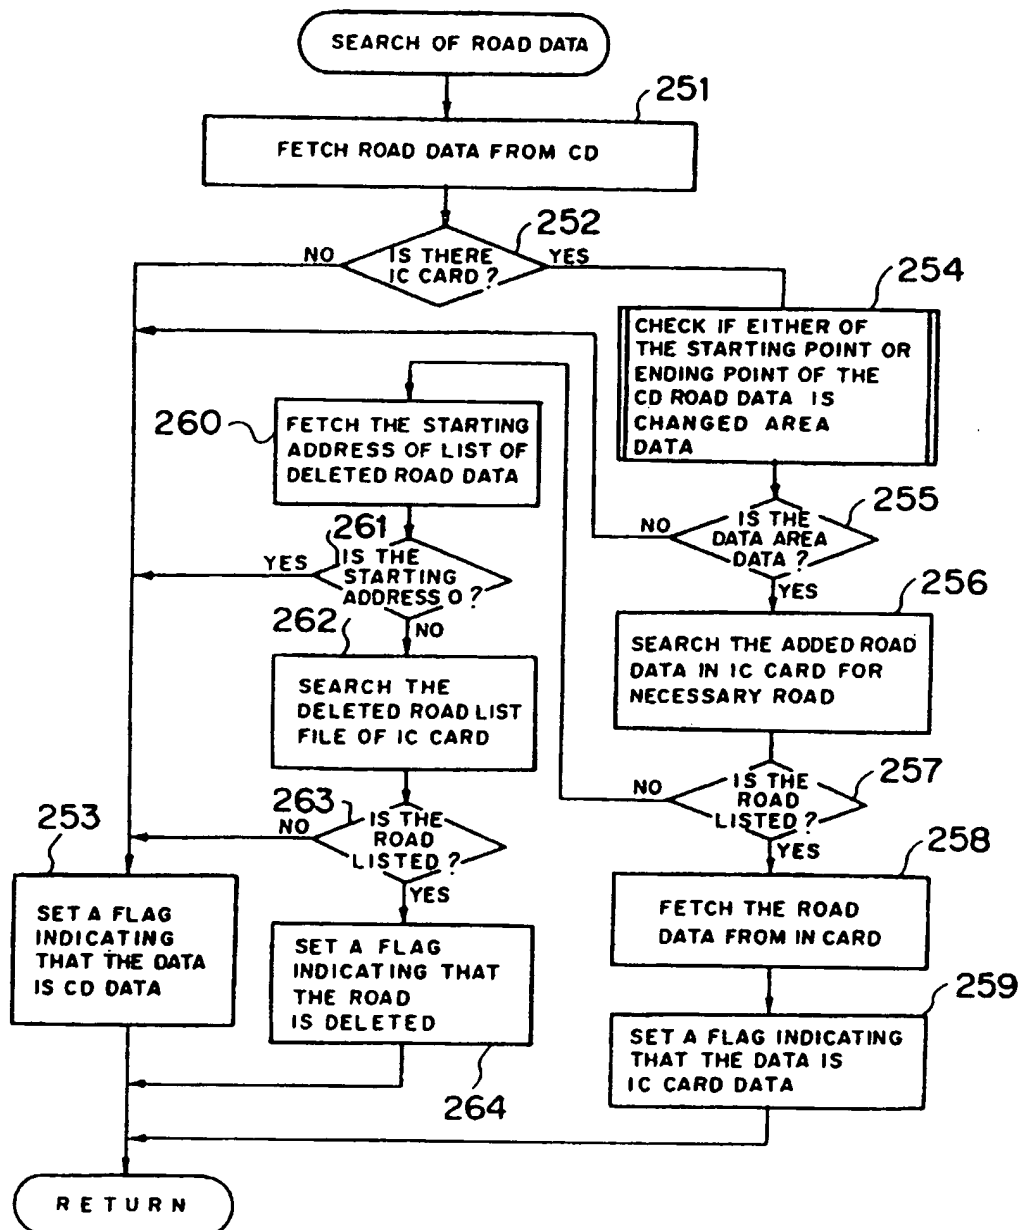 SEARCH OF ROAD DATA
251
FETCH ROAD DATA FROM CD
252
IS THERE
IC CARD ?
NO
YES
254
CHECK IF EITHER OF
THE STARTING POINT OR
ENDING POINT OF THE
CD ROAD DATA IS
CHANGED AREA
DATA
260
FETCH THE STARTING
ADDRESS OF LIST OF
DELETED ROAD DATA
255
IS THE
DATA AREA
DATA ?
NO
YES
261
IS THE
STARTING
ADDRESS 0 ?
YES
NO
256
SEARCH THE ADDED ROAD
DATA IN IC CARD FOR
NECESSARY ROAD
262
SEARCH THE
DELETED ROAD LIST
FILE OF IC CARD
257
IS THE
ROAD
LISTED ?
NO
YES
263
IS THE
ROAD
LISTED ?
NO
YES
253
SET A FLAG
INDICATING
THAT THE DATA
IS CD DATA
258
FETCH THE ROAD
DATA FROM IN CARD
SET A FLAG
INDICATING THAT
THE ROAD
IS DELETED
264
259
SET A FLAG INDICATING
THAT THE DATA IS
IC CARD DATA
RETURN